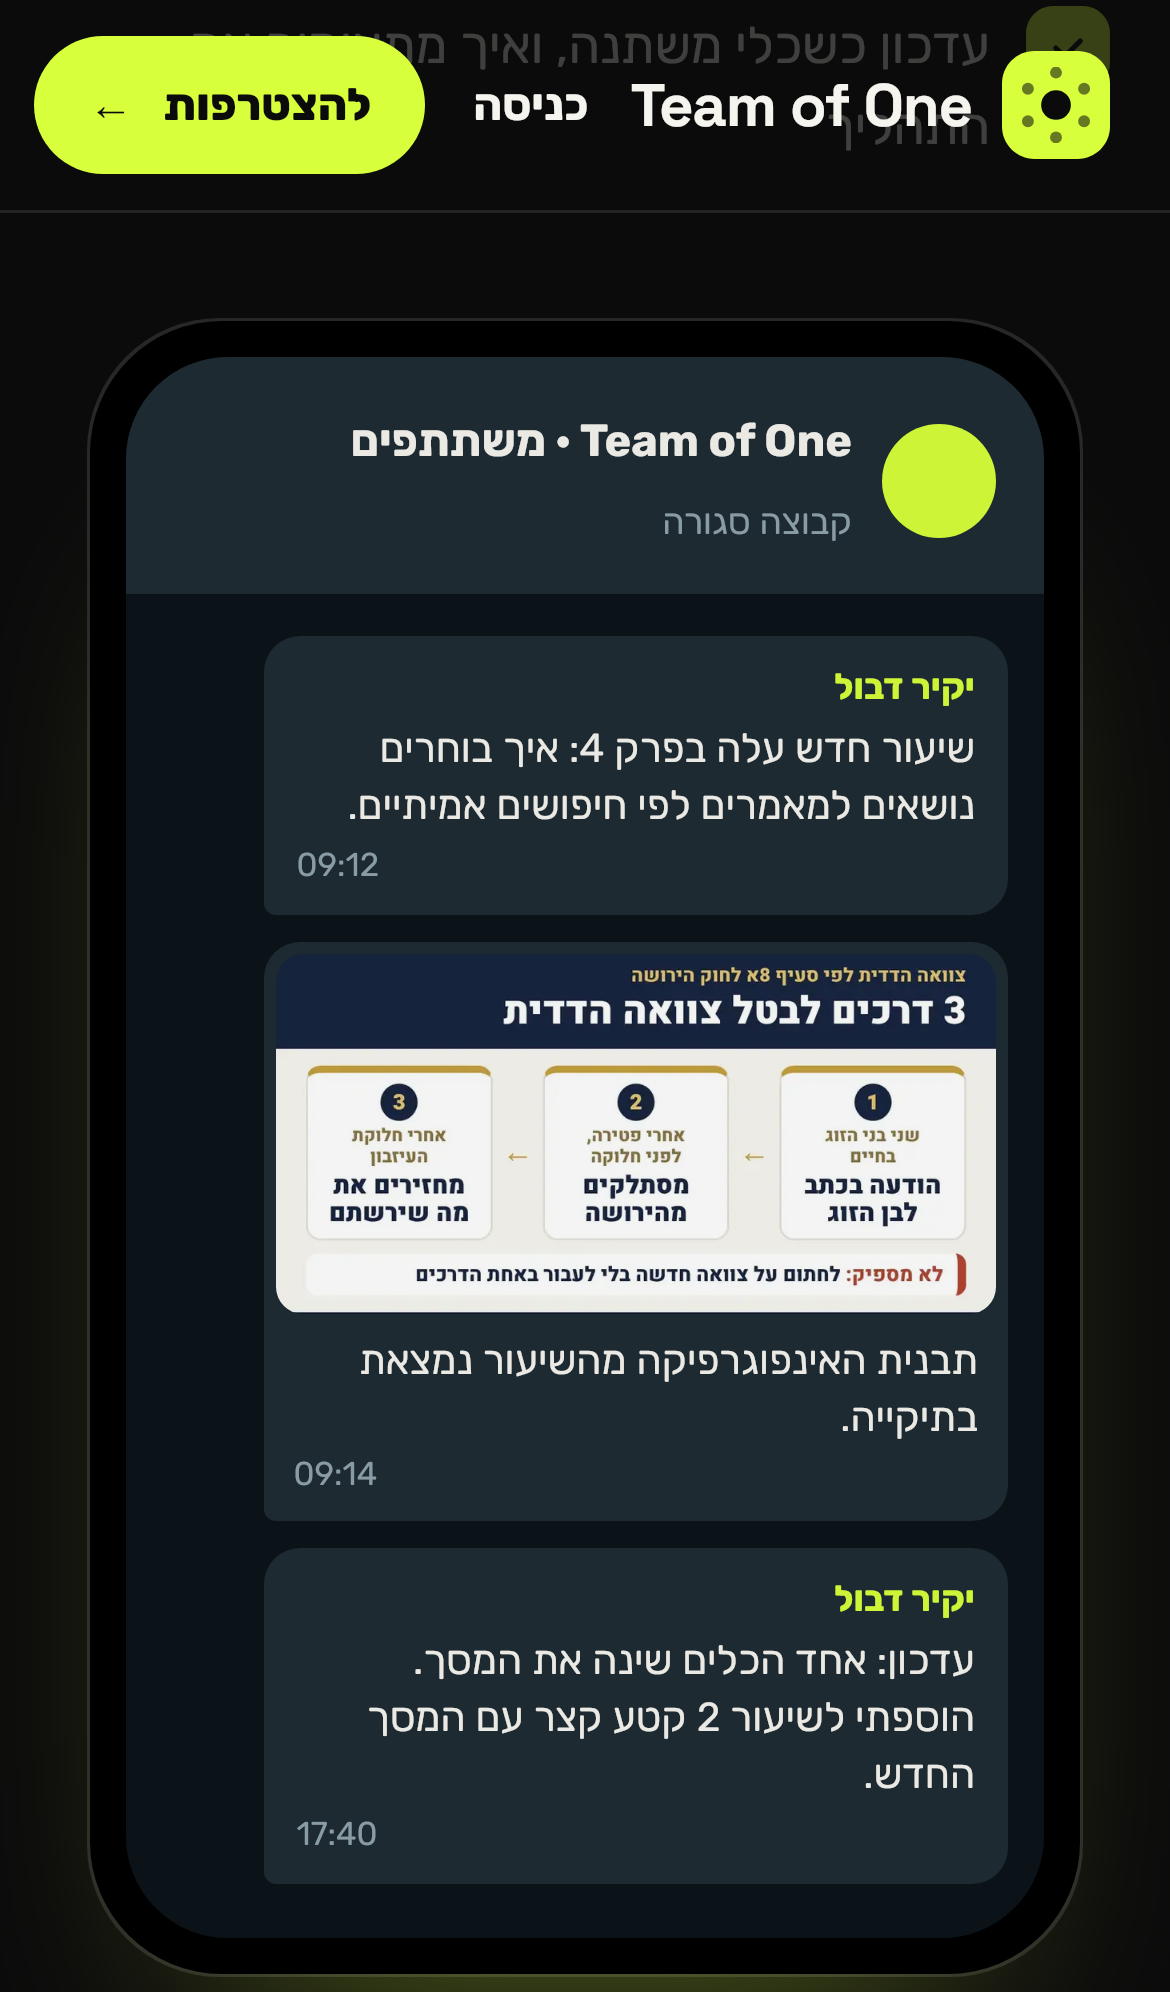 עדכון כשכלי משתנה, ואיך
התהליך
Team of One
כניסה
להצטרפות ←
Team of One • משתתפים
קבוצה סגורה
יקיר דבול
שיעור חדש עלה בפרק 4: איך בוחרים
נושאים למאמרים לפי חיפושים אמיתיים.
09:12
צוואה הדדית לפי סעיף 8א לחוק הירושה
3 דרכים לבטל צוואה הדדית
1
שני בני הזוג
בחיים
הודעה בכתב
לבן הזוג
←
2
אחרי פטירה,
לפני חלוקה
מסתלקים
מהירושה
←
3
אחרי חלוקת
העיזבון
מחזירים את
מה שירשתם
לא מספיק: לחתום על צוואה חדשה בלי לעבור באחת הדרכים
תבנית האינפוגרפיקה מהשיעור נמצאת
בתיקייה.
09:14
יקיר דבול
עדכון: אחד הכלים שינה את המסך.
הוספתי לשיעור 2 קטע קצר עם המסך
החדש.
17:40